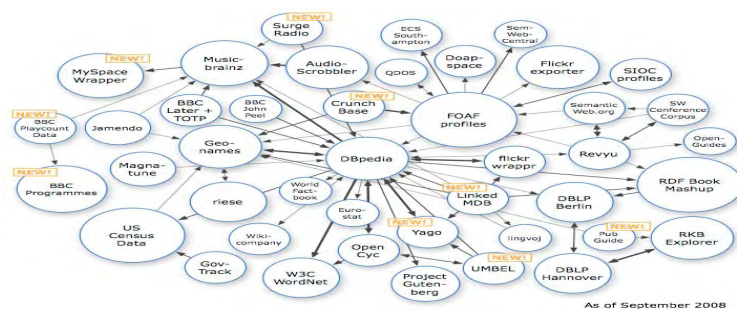 NEW!
Surge
Radio
ECS
South-
ampton
Sem-
Web-
Central
NEW!
MySpace
Wrapper
Music-
brainz
Audio-
Scrobbler
QDOS
Doap-
space
Flickr
exporter
SIOC
profiles
NEW!
BBC
Playcount
Data
Jamendo
BBC
Later +
TOTP
BBC
John
Peel
NEW!
Crunch
Base
FOAF
profiles
Semantic
Web.org
SW
Conference
Corpus
Open-
Guides
Geo-
names
DBpedia
flickr
wrappr
Revyu
NEW!
BBC
Programmes
Magna-
tune
riese
World
Fact-
book
NEW!
Linked
MDB
DBLP
Berlin
RDF Book
Mashup
US
Census
Data
Wiki-
company
Euro-
stat
NEW!
Yago
lingvoj
NEW!
Pub
Guide
RKB
Explorer
Gov-
Track
W3C
WordNet
Open
Cyc
NEW!
Project
Guten-
berg
NEW!
UMBEL
DBLP
Hannover
As of September 2008